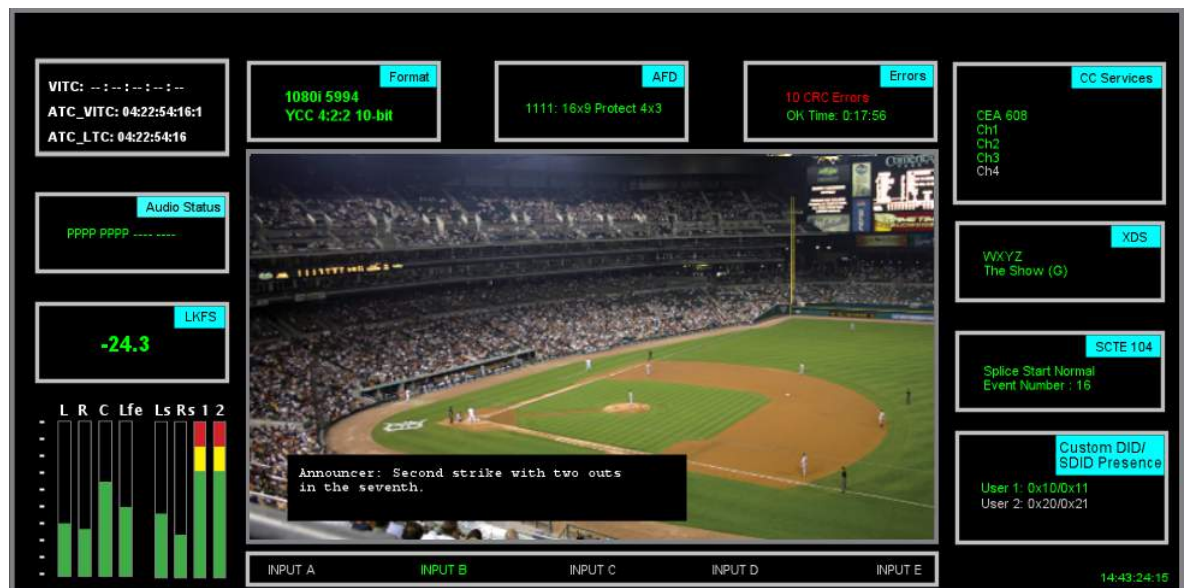 VITC: -- : -- : -- : -- : --
ATC_VITC: 04:22:54:16:1
ATC_LTC: 04:22:54:16
Format
1080i 5994
YCC 4:2:2 10-bit
AFD
1111: 16x9 Protect 4x3
Errors
10 CRC Errors
OK Time: 0:17:56
CC Services
CEA 608
Ch1
Ch2
Ch3
Ch4
Audio Status
PPPP PPPP ---- ----
XDS
WXYZ
The Show (G)
LKFS
-24.3
SCTE 104
Splice Start Normal
Event Number : 16
L R C Lfe Ls Rs 1 2
Announcer: Second strike with two outs
in the seventh.
Custom DID/
SDID Presence
User 1: 0x10/0x11
User 2: 0x20/0x21
INPUT A INPUT B INPUT C INPUT D INPUT E
14:43:24:15